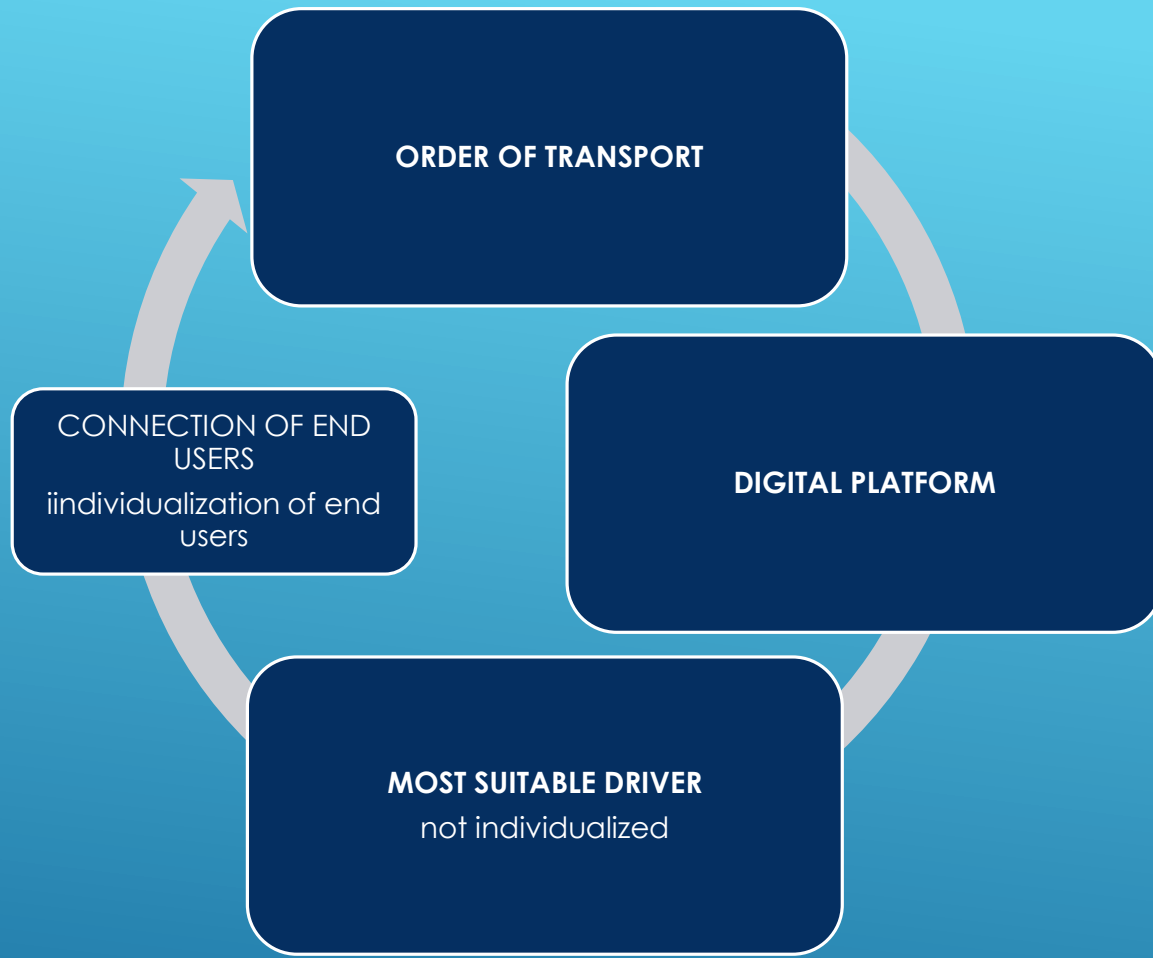 ORDER OF TRANSPORT
DIGITAL PLATFORM
MOST SUITABLE DRIVER
not individualized
CONNECTION OF END
USERS
iindividualization of end
users